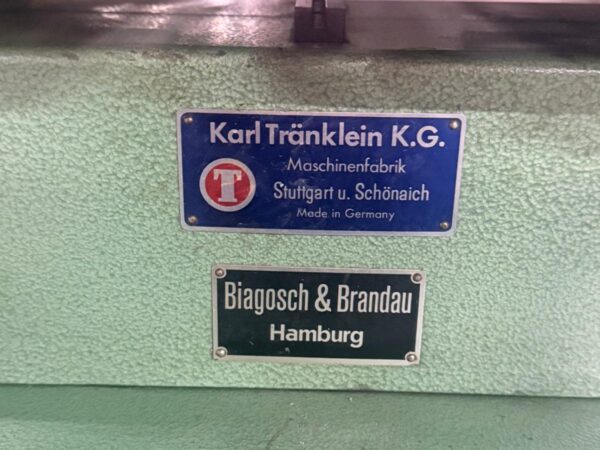 Karl Tränklein K.G.
Maschinenfabrik
T
Stuttgart u. Schönaich
Made in Germany
Biagosch & Brandau
Hamburg